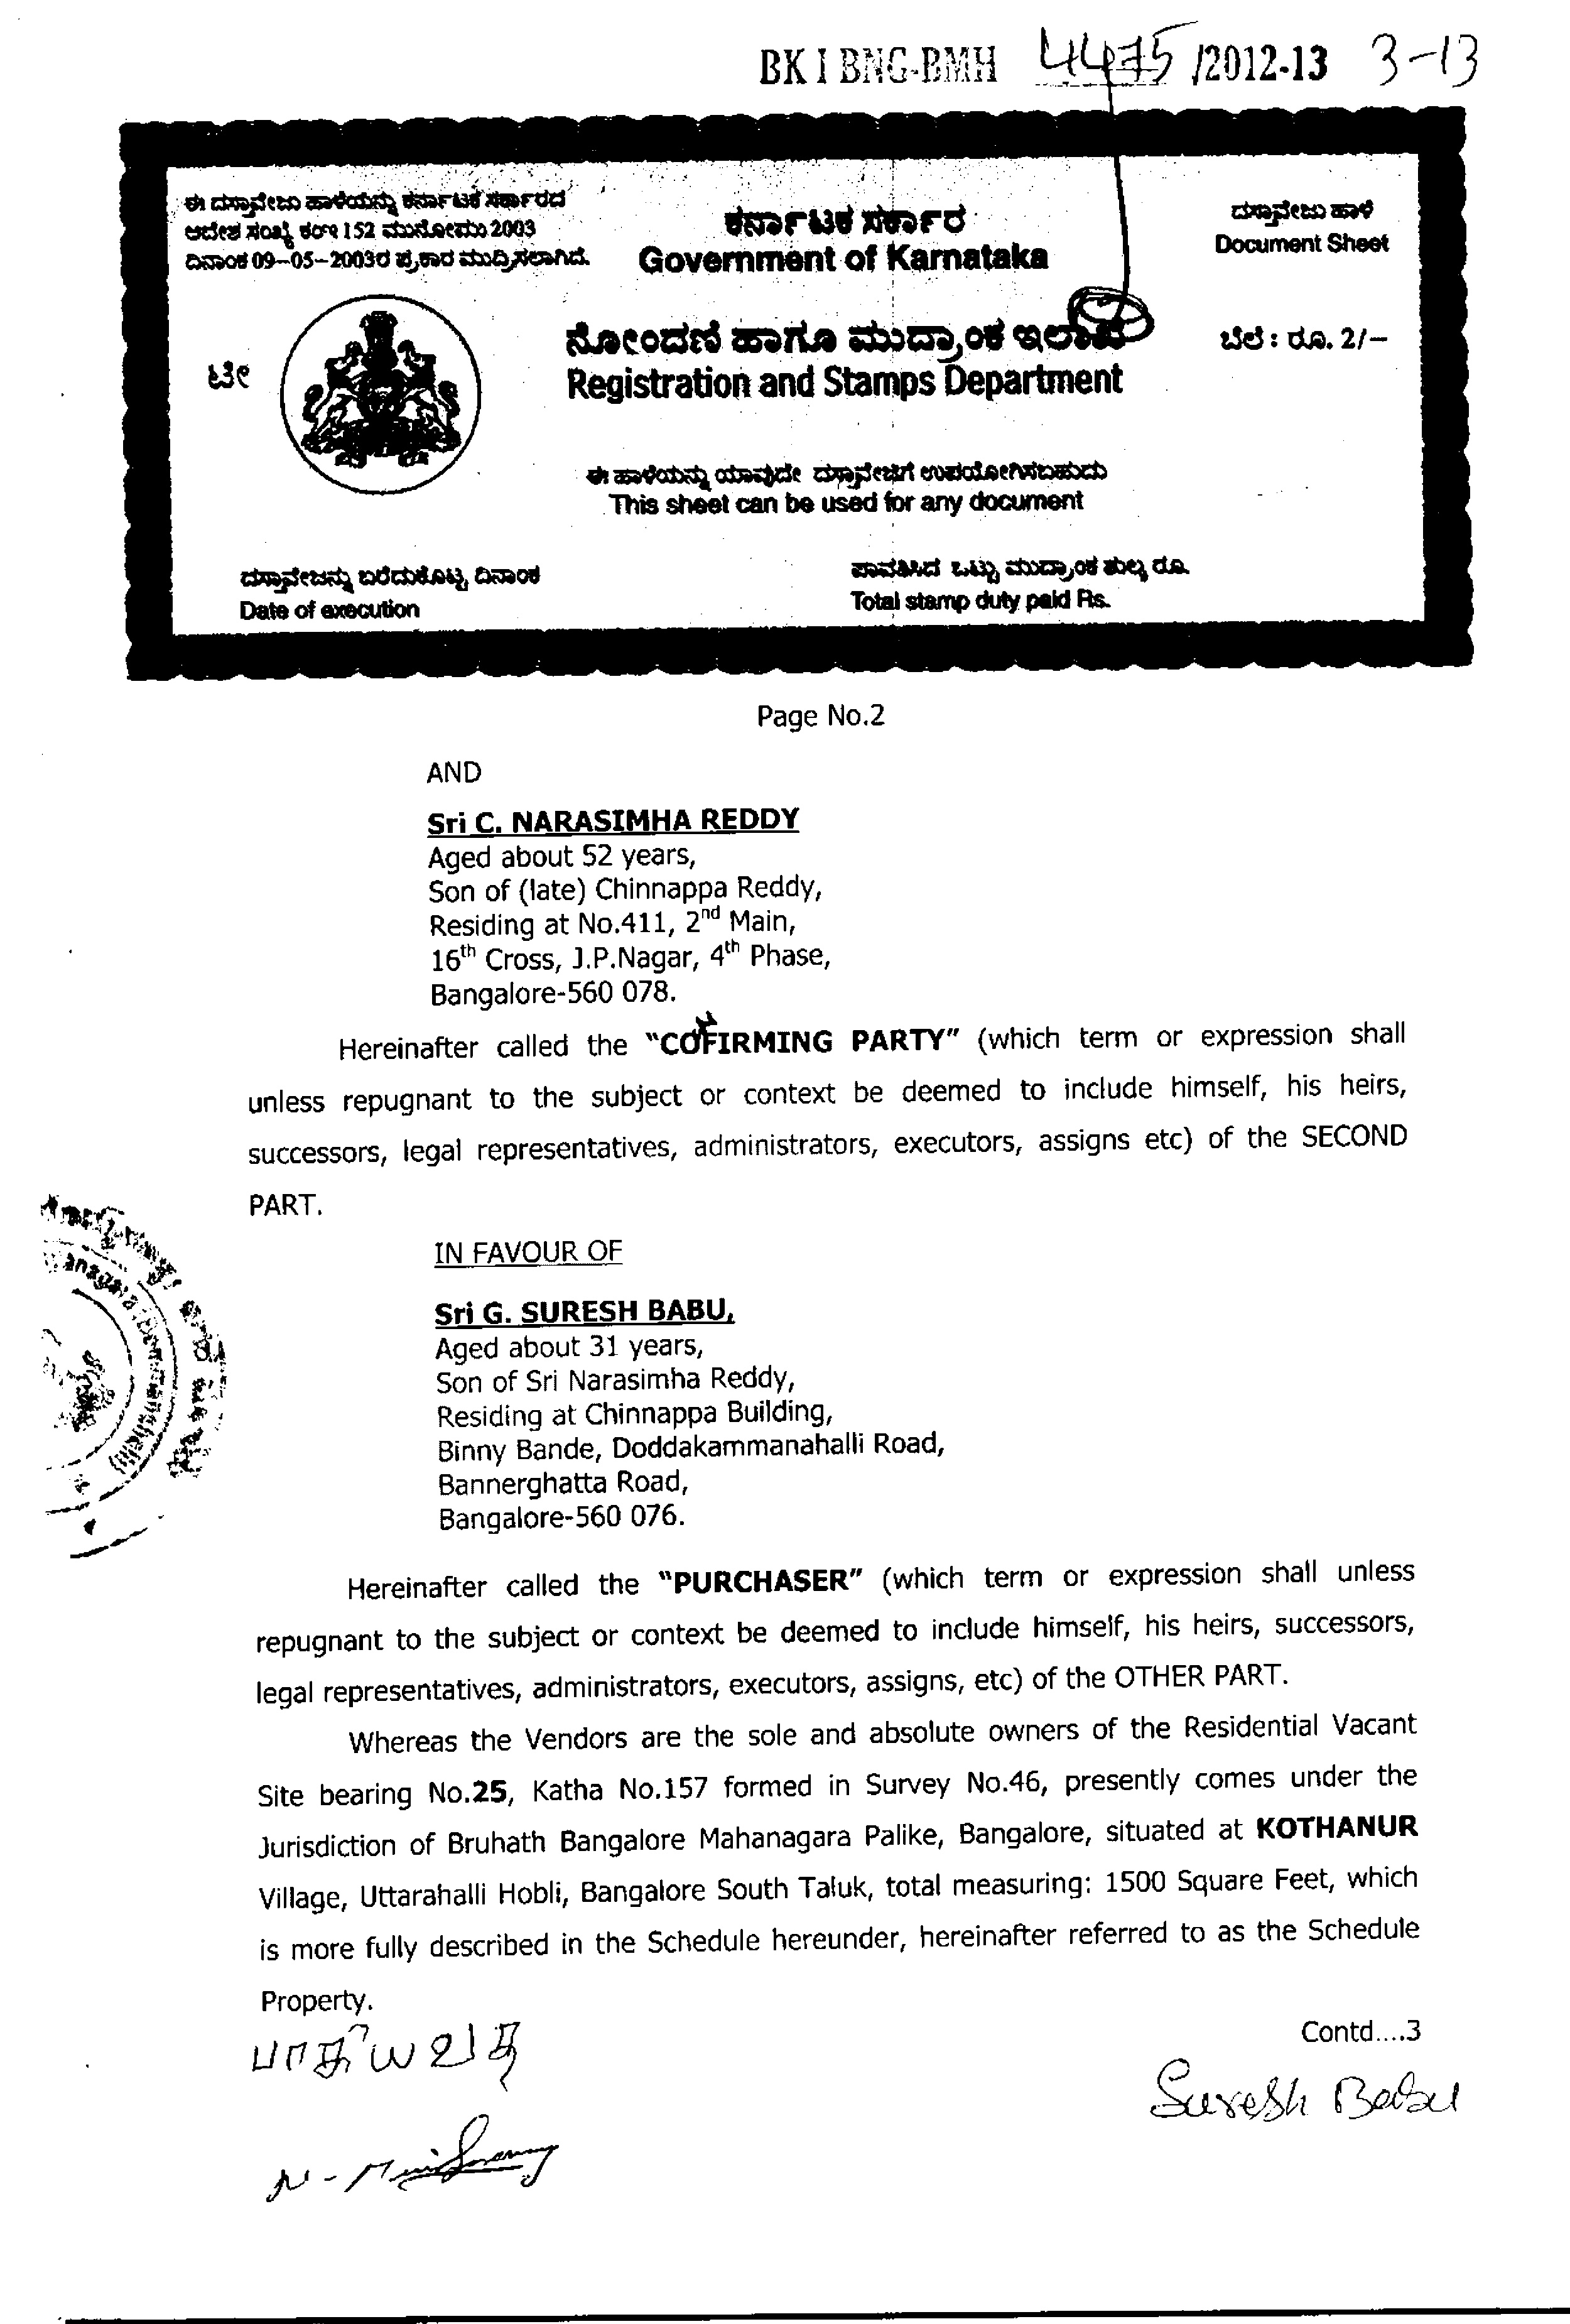 BK I BNG-BMH 4475 /2012-13 3-13
ಈ ದಸ್ತಾವೇಜು ಹಾಳೆಯನ್ನು ಕರ್ನಾಟಕ ಸರ್ಕಾರದ
ಆದೇಶ ಸಂಖ್ಯೆ ಕಂಇ 152 ಮುನೋಮು 2003
ದಿನಾಂಕ 09-05-2003ರ ಪ್ರಕಾರ ಮುದ್ರಿಸಲಾಗಿದೆ.
ಕರ್ನಾಟಕ ಸರ್ಕಾರ
Government of Karnataka
ದಸ್ತಾವೇಜು ಹಾಳೆ
Document Sheet
ನೋಂದಣಿ ಹಾಗೂ ಮುದ್ರಾಂಕ ಇಲಾಖೆ
Registration and Stamps Department
ಬೆಲೆ : ರೂ. 2/-
ಈ ಹಾಳೆಯನ್ನು ಯಾವುದೇ ದಸ್ತಾವೇಜಿಗೆ ಉಪಯೋಗಿಸಬಹುದು
This sheet can be used for any document
ದಸ್ತಾವೇಜನ್ನು ಬರೆದುಕೊಟ್ಟ ದಿನಾಂಕ
Date of execution
ಪಾವತಿಸಿದ ಒಟ್ಟು ಮುದ್ರಾಂಕ ಶುಲ್ಕ ರೂ.
Total stamp duty paid Rs.
Page No.2
AND
Sri C. NARASIMHA REDDY
Aged about 52 years,
Son of (late) Chinnappa Reddy,
Residing at No.411, 2nd Main,
16th Cross, J.P.Nagar, 4th Phase,
Bangalore-560 078.
Hereinafter called the "COFIRMING PARTY" (which term or expression shall
unless repugnant to the subject or context be deemed to include himself, his heirs,
successors, legal representatives, administrators, executors, assigns etc) of the SECOND
PART.
IN FAVOUR OF
Sri G. SURESH BABU,
Aged about 31 years,
Son of Sri Narasimha Reddy,
Residing at Chinnappa Building,
Binny Bande, Doddakammanahalli Road,
Bannerghatta Road,
Bangalore-560 076.
Hereinafter called the "PURCHASER" (which term or expression shall unless
repugnant to the subject or context be deemed to include himself, his heirs, successors,
legal representatives, administrators, executors, assigns, etc) of the OTHER PART.
Whereas the Vendors are the sole and absolute owners of the Residential Vacant
Site bearing No.25, Katha No.157 formed in Survey No.46, presently comes under the
Jurisdiction of Bruhath Bangalore Mahanagara Palike, Bangalore, situated at KOTHANUR
Village, Uttarahalli Hobli, Bangalore South Taluk, total measuring: 1500 Square Feet, which
is more fully described in the Schedule hereunder, hereinafter referred to as the Schedule
Property.
Contd....3
Suresh Babu